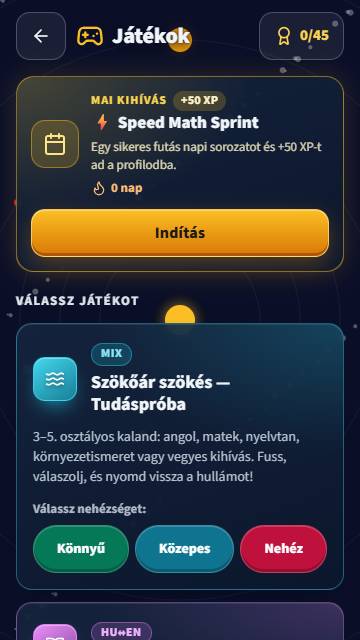 Játékok
0/45
MAI KIHÍVÁS +50 XP
Speed Math Sprint
Egy sikeres futás napi sorozatot és +50 XP-t
ad a profilodba.
0 nap
Indítás
VÁLASSZ JÁTÉKOT
MIX
Szökőár szökés —
Tudáspróba
3–5. osztályos kaland: angol, matek, nyelvtan,
környezetismeret vagy vegyes kihívás. Fuss,
válaszolj, és nyomd vissza a hullámot!
Válassz nehézséget:
Könnyű Közepes Nehéz
HU↔EN